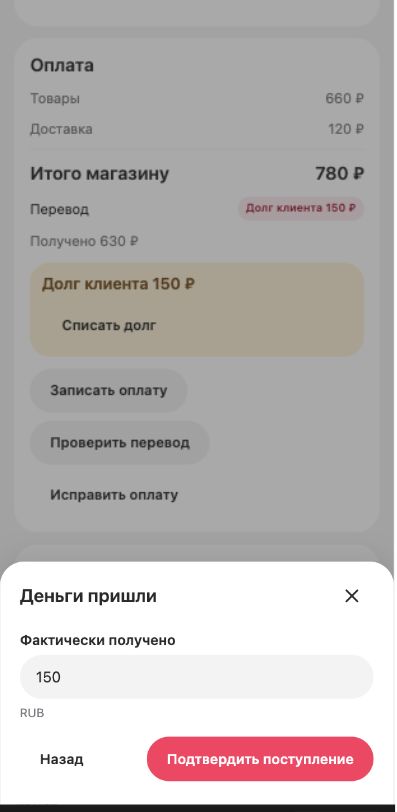 Оплата
Товары 660 ₽
Доставка 120 ₽
Итого магазину 780 ₽
Перевод Долг клиента 150 ₽
Получено 630 ₽
Долг клиента 150 ₽
Списать долг
Записать оплату
Проверить перевод
Исправить оплату
Деньги пришли
Фактически получено
150
RUB
Назад Подтвердить поступление